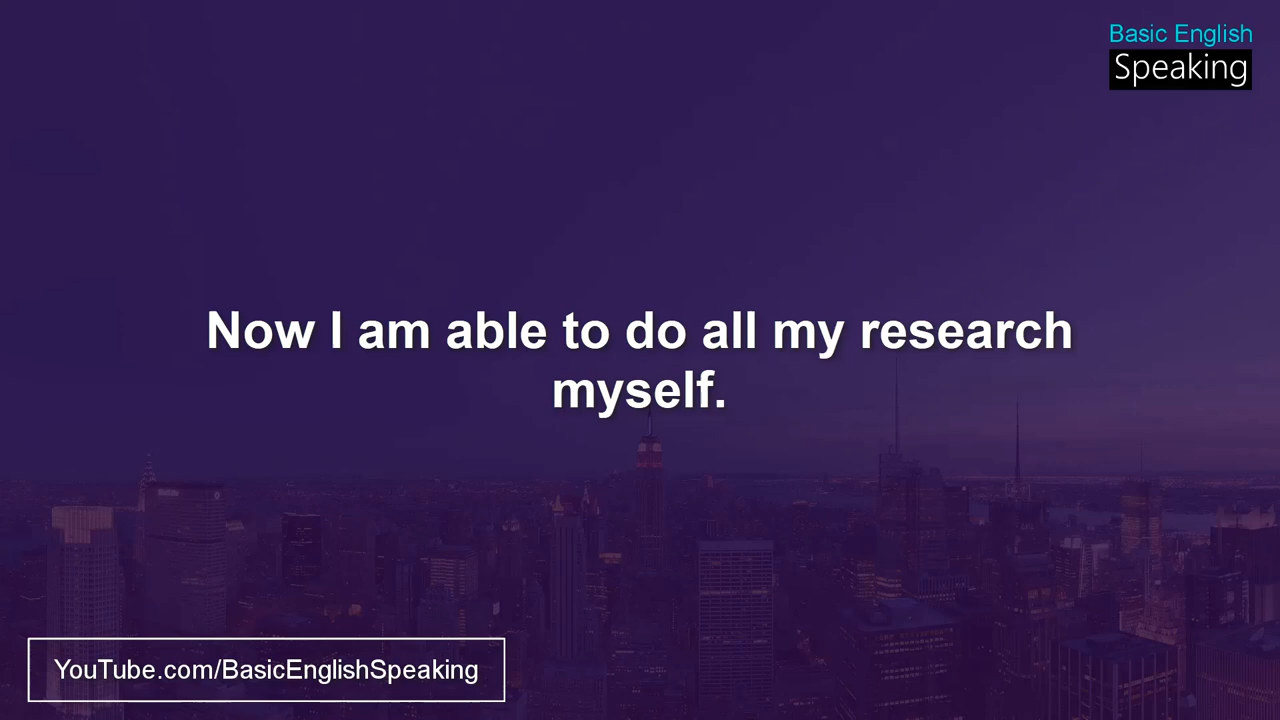 Basic English
Speaking
Now I am able to do all my research
myself.
YouTube.com/BasicEnglishSpeaking